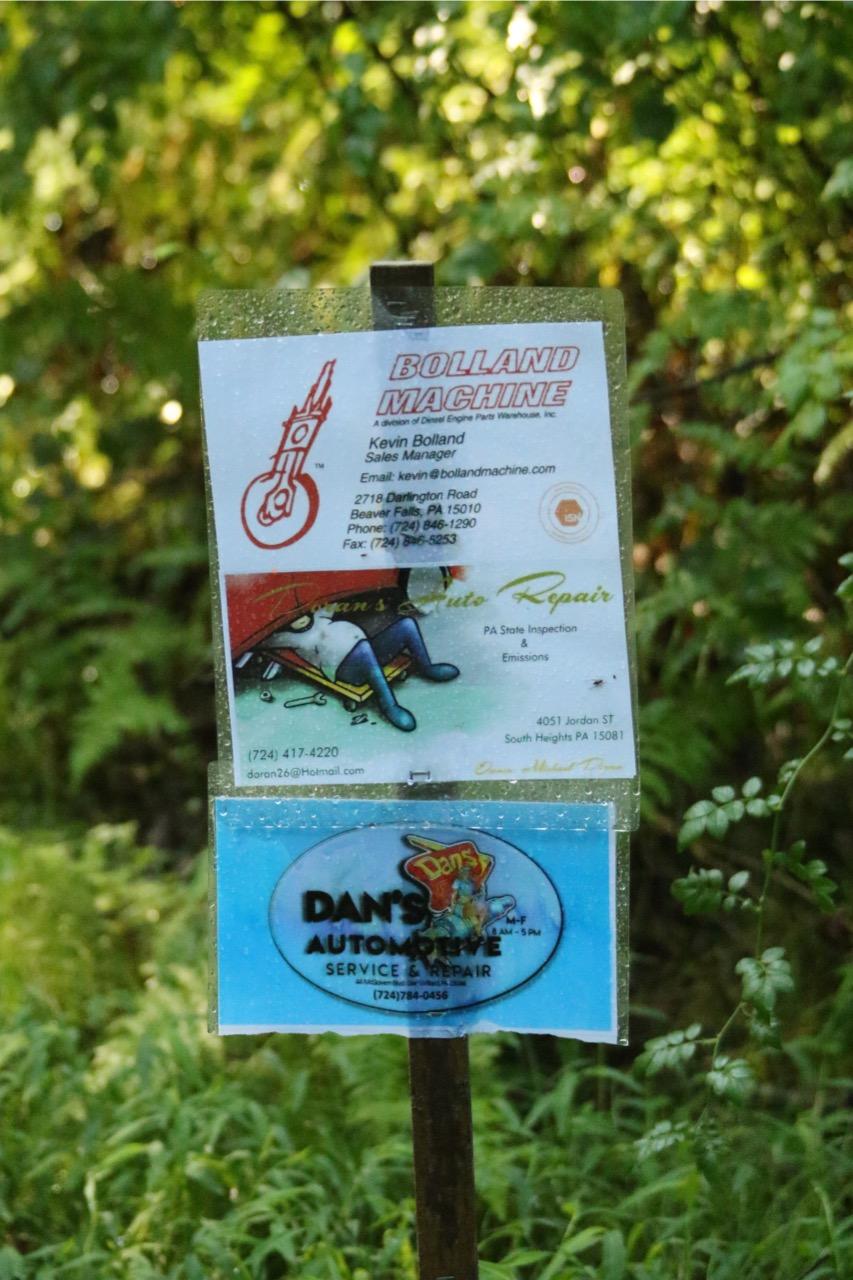 BOLLAND
MACHINE
A division of Diesel Engine Parts Warehouse, Inc.
Kevin Bolland
Sales Manager
Email: kevin@bollandmachine.com
2718 Darlington Road
Beaver Falls, PA 15010
Phone: (724) 846-1290
Fax: (724) 846-5253
TM
ISN
Doran's Auto Repair
PA State Inspection
&
Emissions
4051 Jordan ST
South Heights PA 15081
(724) 417-4220
doran26@Hotmail.com
Dans
DAN'S
M-F
8 AM - 5 PM
AUTOMOTIVE
SERVICE & REPAIR
(724)784-0456